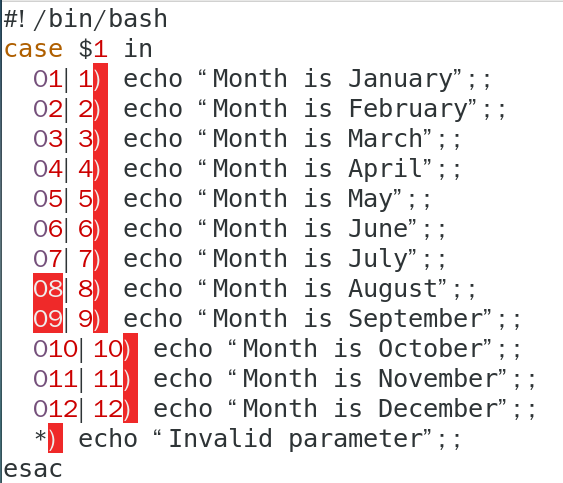 #!/bin/bash
case $1 in
01|1) echo “Month is January”;;
02|2) echo “Month is February”;;
03|3) echo “Month is March”;;
04|4) echo “Month is April”;;
05|5) echo “Month is May”;;
06|6) echo “Month is June”;;
07|7) echo “Month is July”;;
08|8) echo “Month is August”;;
09|9) echo “Month is September”;;
010|10) echo “Month is October”;;
011|11) echo “Month is November”;;
012|12) echo “Month is December”;;
*) echo “Invalid parameter”;;
esac